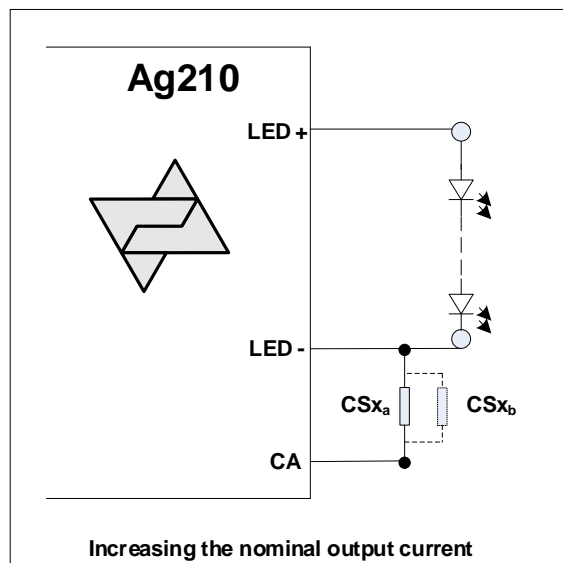 Ag210
LED +
LED -
CSxa
CSxb
CA
Increasing the nominal output current